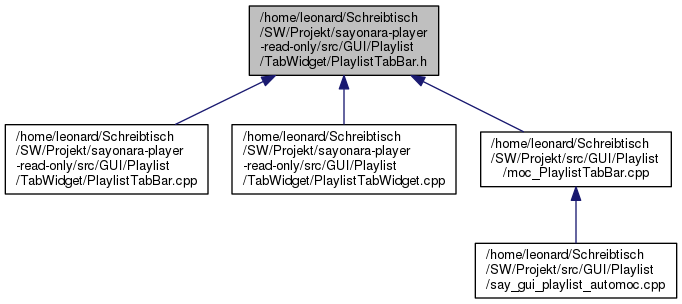 /home/leonard/Schreibtisch
/SW/Projekt/sayonara-player
-read-only/src/GUI/Playlist
/TabWidget/PlaylistTabBar.h
/home/leonard/Schreibtisch
/SW/Projekt/sayonara-player
-read-only/src/GUI/Playlist
/TabWidget/PlaylistTabBar.cpp
/home/leonard/Schreibtisch
/SW/Projekt/sayonara-player
-read-only/src/GUI/Playlist
/TabWidget/PlaylistTabWidget.cpp
/home/leonard/Schreibtisch
/SW/Projekt/src/GUI/Playlist
/moc_PlaylistTabBar.cpp
/home/leonard/Schreibtisch
/SW/Projekt/src/GUI/Playlist
/say_gui_playlist_automoc.cpp